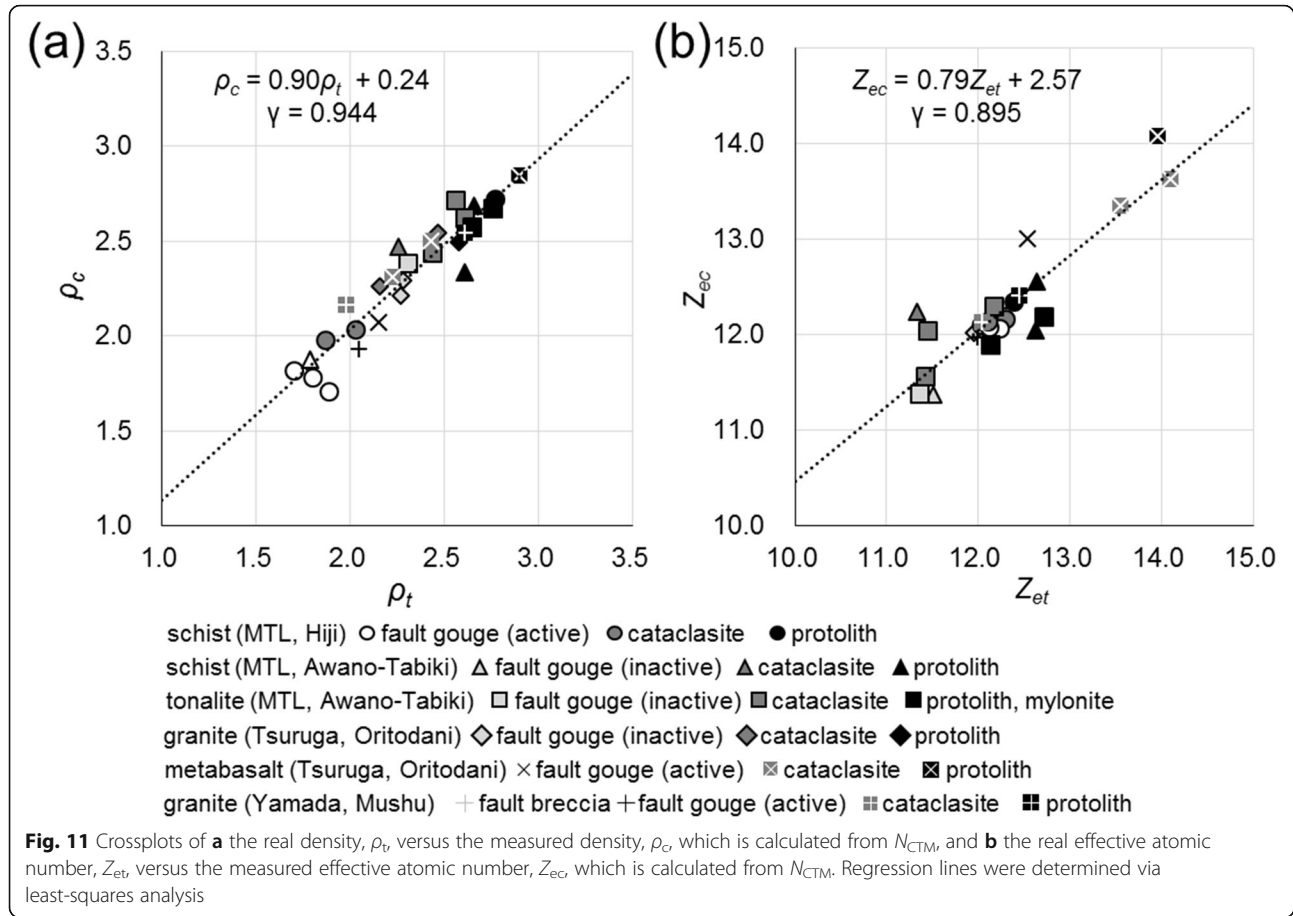 (a)
3.5
3.0
2.5
2.0
1.5
1.0
ρc
ρc = 0.90ρt + 0.24
γ = 0.944
1.0 1.5 2.0 2.5 3.0 3.5
ρt
(b)
15.0
14.0
13.0
12.0
11.0
10.0
Zec
Zec = 0.79Zet + 2.57
γ = 0.895
10.0 11.0 12.0 13.0 14.0 15.0
Zet
schist (MTL, Hiji) fault gouge (active) cataclasite protolith
schist (MTL, Awano-Tabiki) fault gouge (inactive) cataclasite protolith
tonalite (MTL, Awano-Tabiki) fault gouge (inactive) cataclasite protolith, mylonite
granite (Tsuruga, Oritodani) fault gouge (inactive) cataclasite protolith
metabasalt (Tsuruga, Oritodani) fault gouge (active) cataclasite protolith
granite (Yamada, Mushu) fault breccia fault gouge (active) cataclasite protolith
Fig. 11 Crossplots of a the real density, ρt, versus the measured density, ρc, which is calculated from NCTM, and b the real effective atomic
number, Zet, versus the measured effective atomic number, Zec, which is calculated from NCTM. Regression lines were determined via
least-squares analysis